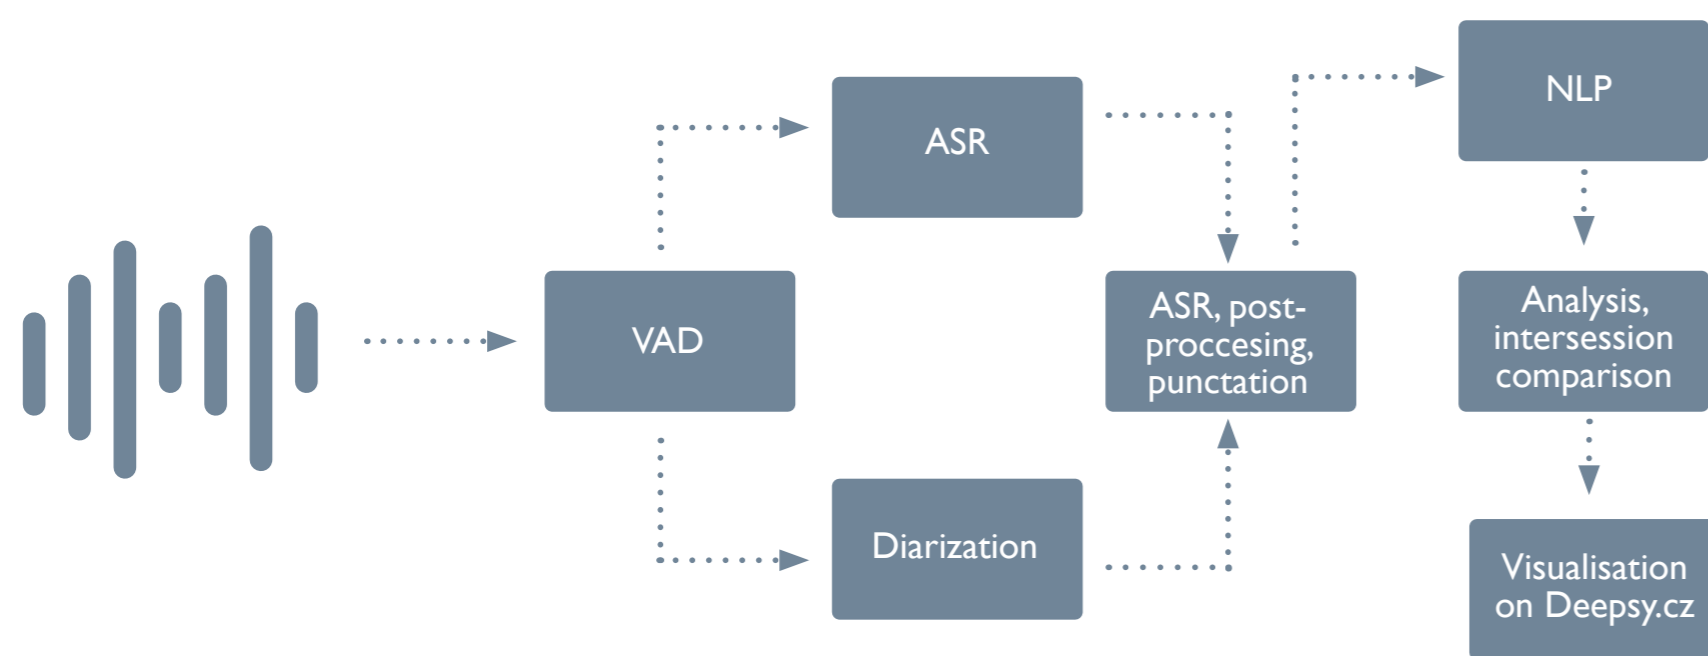 VAD
ASR
Diarization
ASR, post-
proccesing,
punctation
NLP
Analysis,
intersession
comparison
Visualisation
on Deepsy.cz